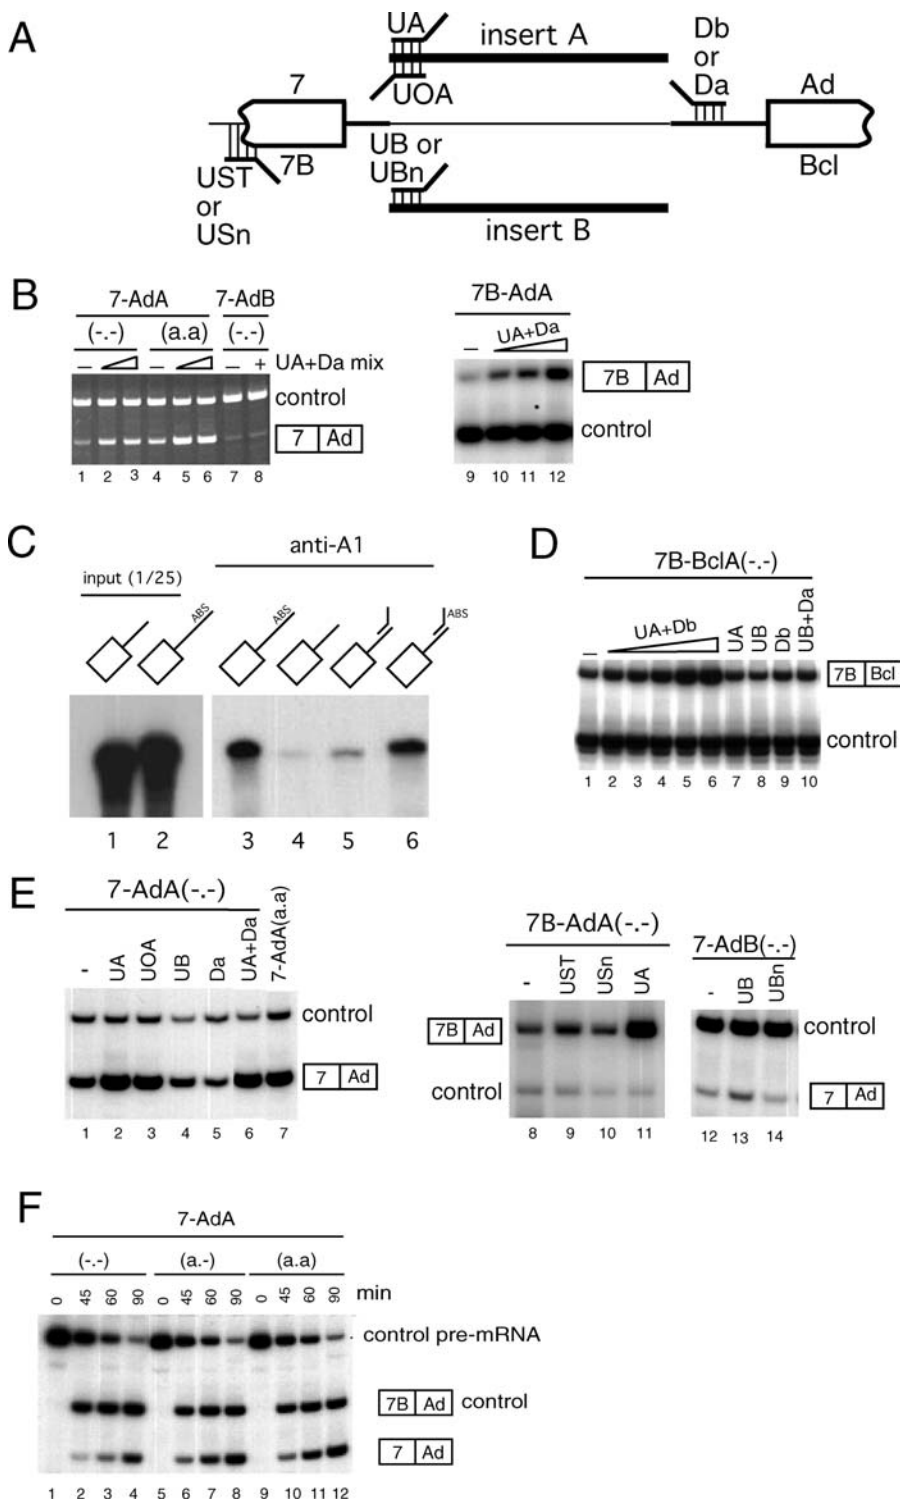 A
UA
insert A
Db
or
Da
7
UOA
Ad
7B
UB or
UBn
Bcl
UST
or
USn
insert B
B
7-AdA 7-AdB
(-.-) (a.a) (-.-)
— — — + UA+Da mix
control
7 Ad
1 2 3 4 5 6 7 8
7B-AdA
— UA+Da
7B Ad
control
9 10 11 12
C
anti-A1
input (1/25)
ABS ABS ABS
1 2 3 4 5 6
D
7B-BclA(-.-)
— UA+Db UA UB Db UB+Da
7B Bcl
control
1 2 3 4 5 6 7 8 9 10
E
7-AdA(-.-) 7-AdA(a.a)
- UA UOA UB Da UA+Da
control
7 Ad
1 2 3 4 5 6 7
7B-AdA(-.-)
- UST USn UA
7B Ad
control
8 9 10 11
7-AdB(-.-)
- UB UBn
control
7 Ad
12 13 14
F
7-AdA
(-.-) (a.-) (a.a)
0 45 60 90 0 45 60 90 0 45 60 90 min
control pre-mRNA
7B Ad control
7 Ad
1 2 3 4 5 6 7 8 9 10 11 12